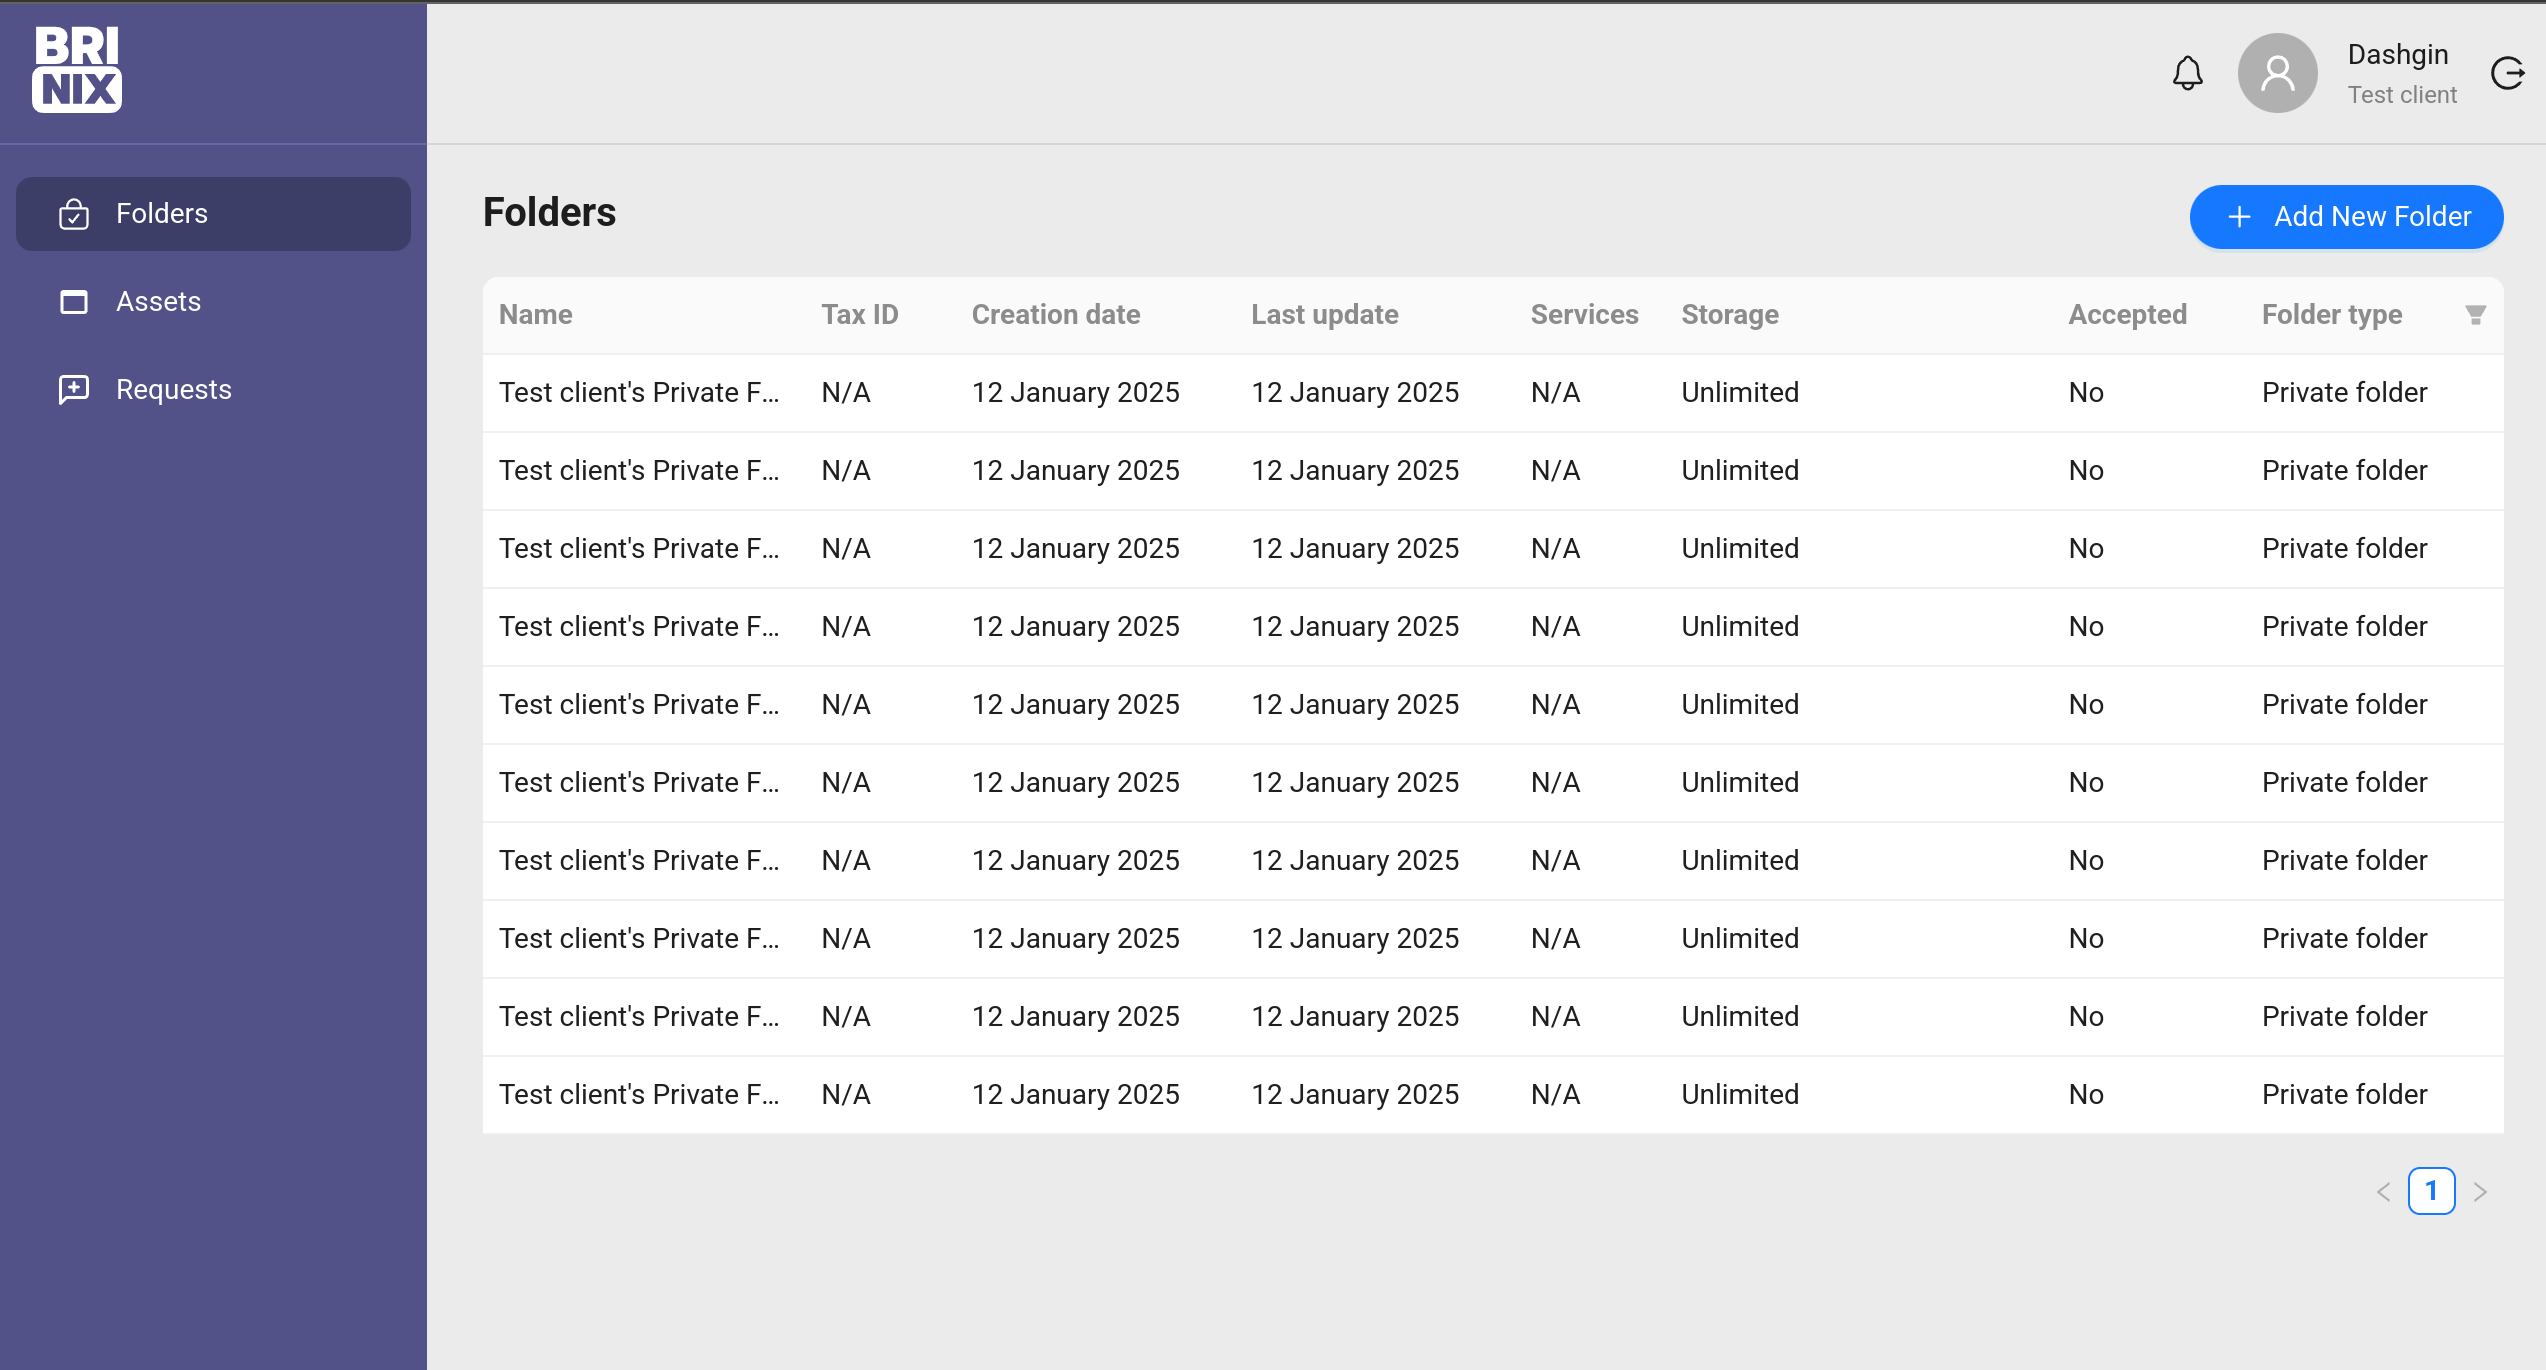 BRI
NIX
Dashgin
Test client
Folders
Assets
Requests
Folders
Add New Folder
Name Tax ID Creation date Last update Services Storage Accepted Folder type
Test client's Private F... N/A 12 January 2025 12 January 2025 N/A Unlimited No Private folder
Test client's Private F... N/A 12 January 2025 12 January 2025 N/A Unlimited No Private folder
Test client's Private F... N/A 12 January 2025 12 January 2025 N/A Unlimited No Private folder
Test client's Private F... N/A 12 January 2025 12 January 2025 N/A Unlimited No Private folder
Test client's Private F... N/A 12 January 2025 12 January 2025 N/A Unlimited No Private folder
Test client's Private F... N/A 12 January 2025 12 January 2025 N/A Unlimited No Private folder
Test client's Private F... N/A 12 January 2025 12 January 2025 N/A Unlimited No Private folder
Test client's Private F... N/A 12 January 2025 12 January 2025 N/A Unlimited No Private folder
Test client's Private F... N/A 12 January 2025 12 January 2025 N/A Unlimited No Private folder
Test client's Private F... N/A 12 January 2025 12 January 2025 N/A Unlimited No Private folder
1